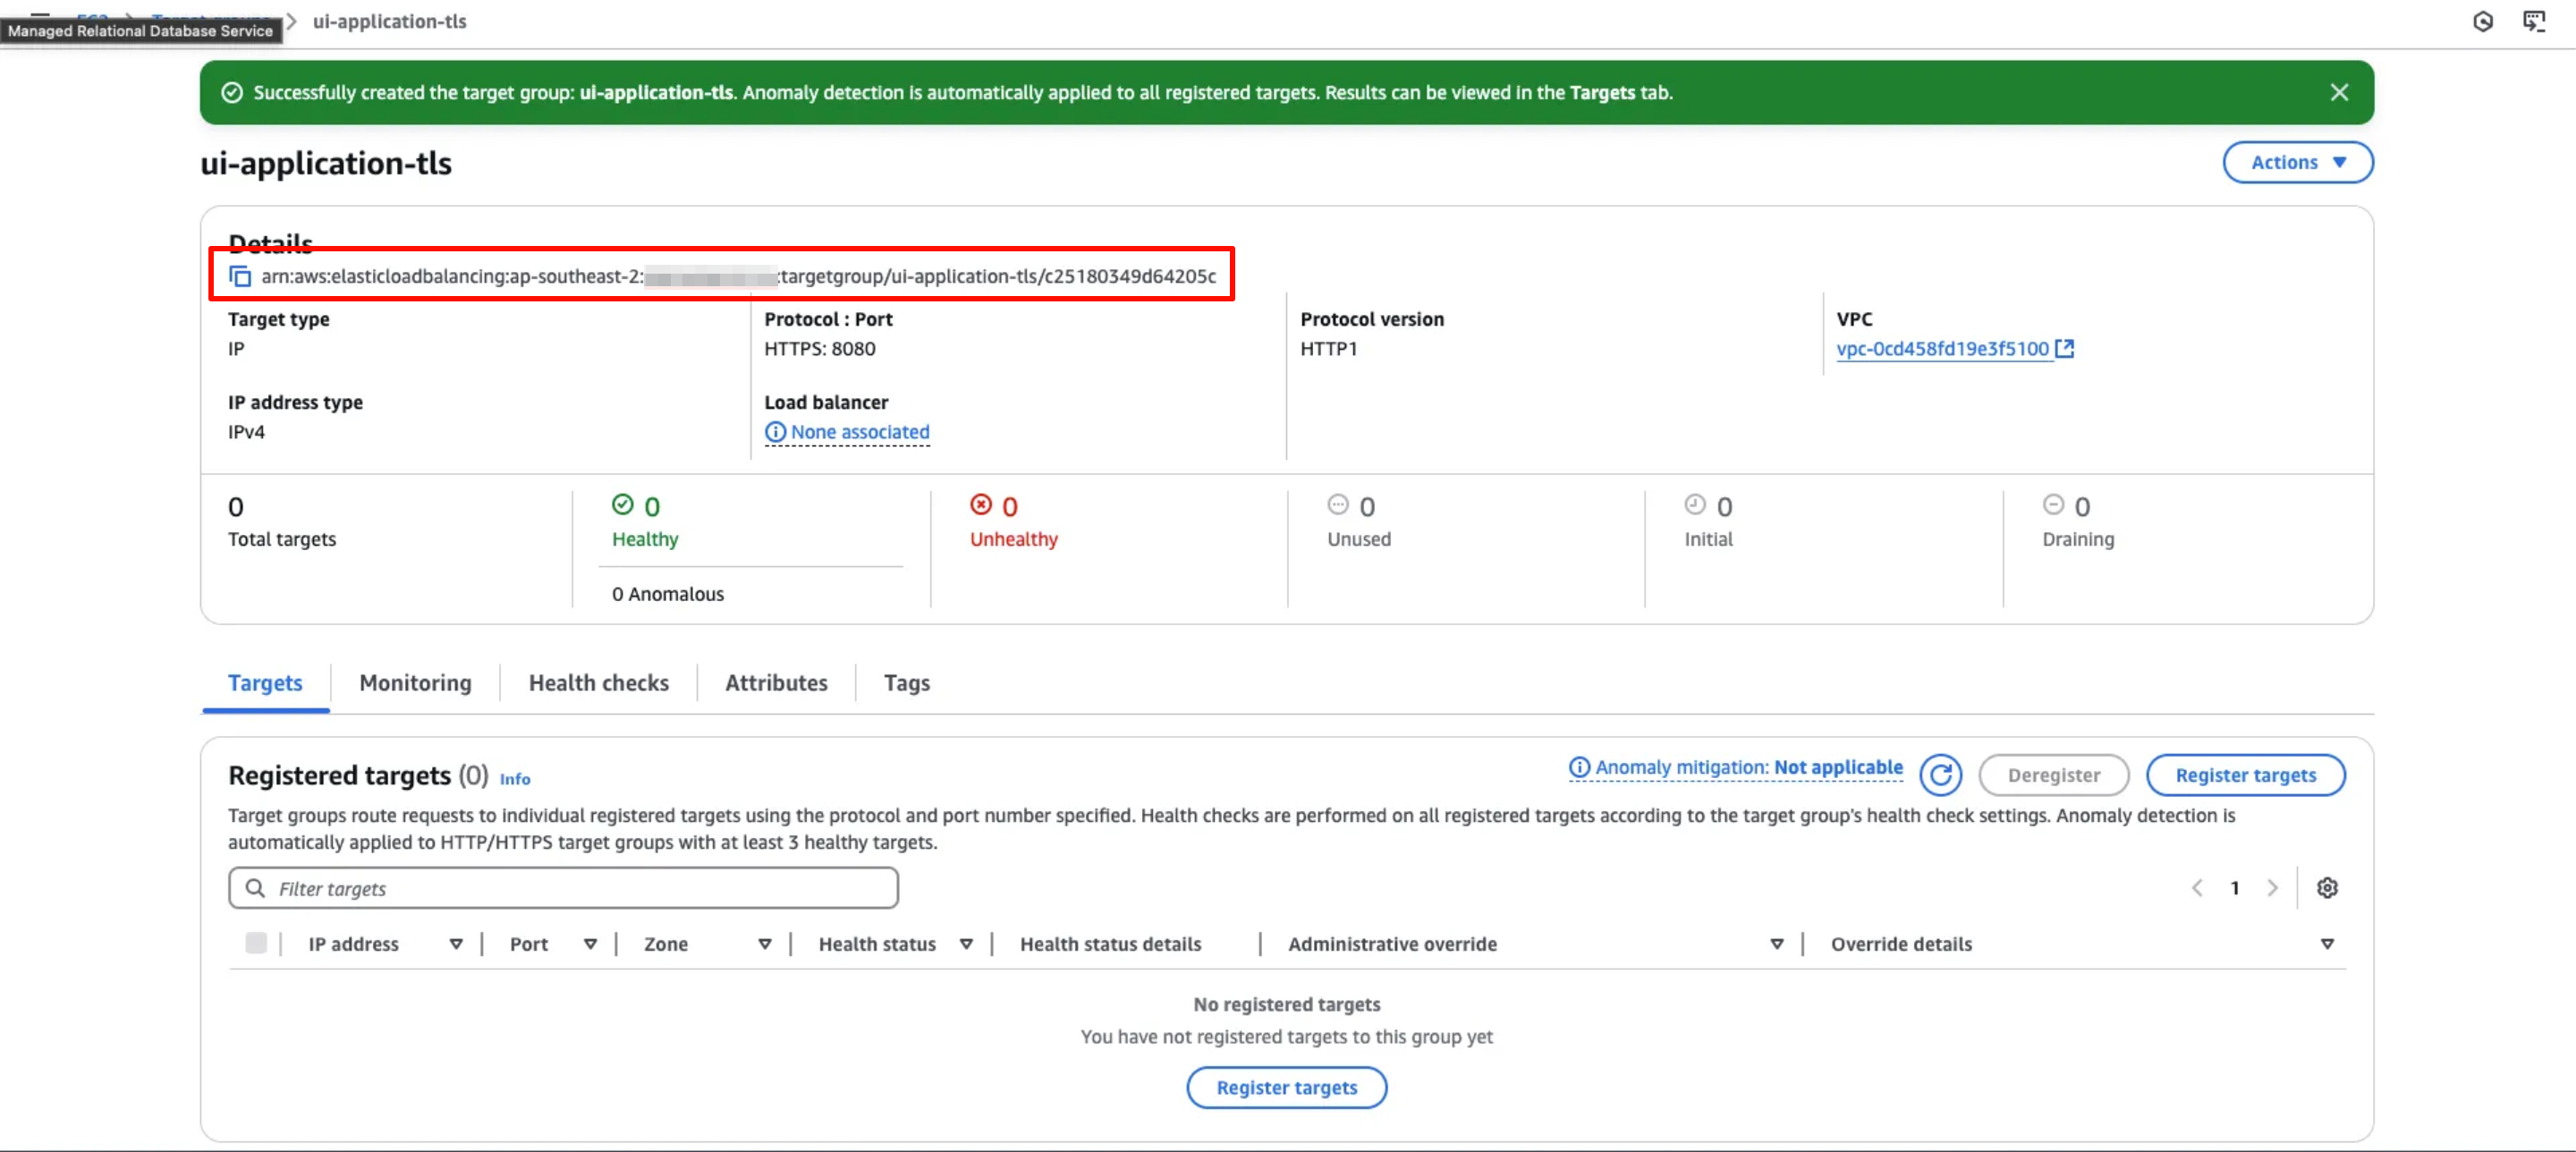 ui-application-tls
Managed Relational Database Service
Successfully created the target group: ui-application-tls. Anomaly detection is automatically applied to all registered targets. Results can be viewed in the Targets tab.
ui-application-tls
Actions
Details
arn:aws:elasticloadbalancing:ap-southeast-2: :targetgroup/ui-application-tls/c25180349d64205c
Target type
IP
Protocol : Port
HTTPS: 8080
Protocol version
HTTP1
VPC
vpc-0cd458fd19e3f5100
IP address type
IPv4
Load balancer
None associated
0
Total targets
0
Healthy
0 Anomalous
0
Unhealthy
0
Unused
0
Initial
0
Draining
Targets
Monitoring
Health checks
Attributes
Tags
Registered targets (0) Info
Anomaly mitigation: Not applicable
Deregister
Register targets
Target groups route requests to individual registered targets using the protocol and port number specified. Health checks are performed on all registered targets according to the target group's health check settings. Anomaly detection is
automatically applied to HTTP/HTTPS target groups with at least 3 healthy targets.
Filter targets
1
IP address
Port
Zone
Health status
Health status details
Administrative override
Override details
No registered targets
You have not registered targets to this group yet
Register targets